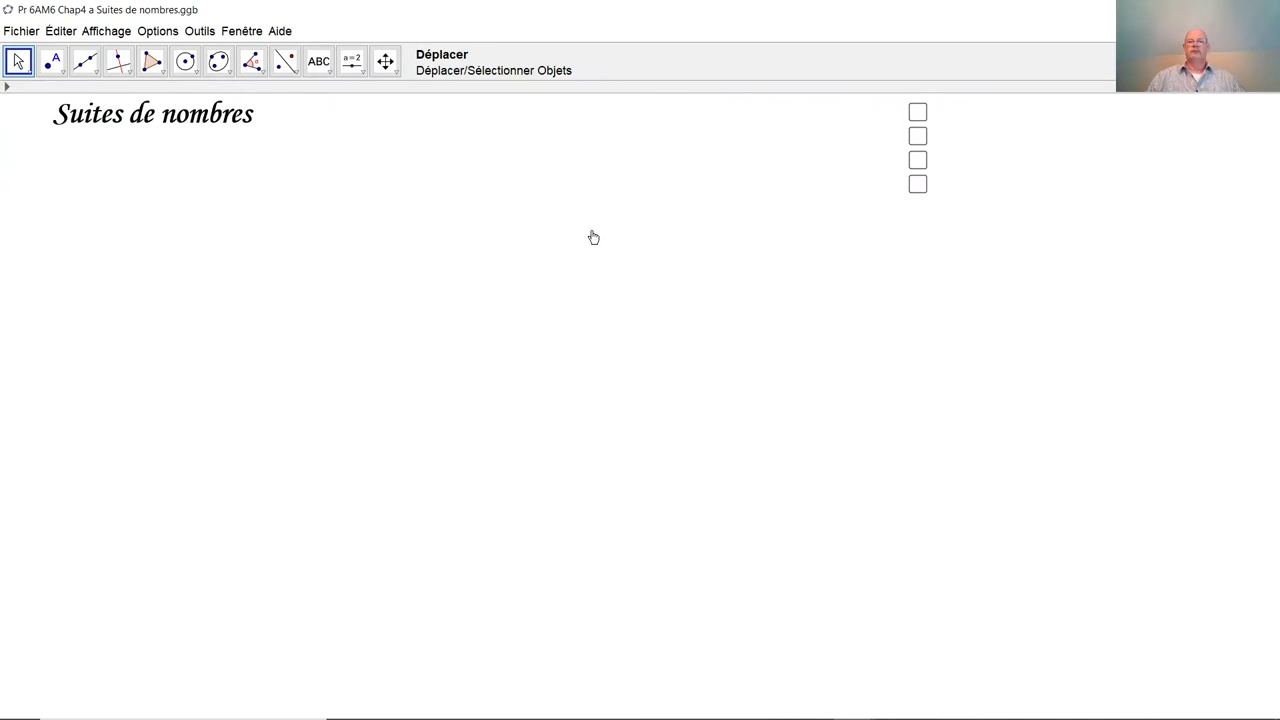 Pr 6AM6 Chap4 a Suites de nombres.ggb
Fichier Éditer Affichage Options Outils Fenêtre Aide
A
ABC
a=2
Déplacer
Déplacer/Sélectionner Objets
Suites de nombres